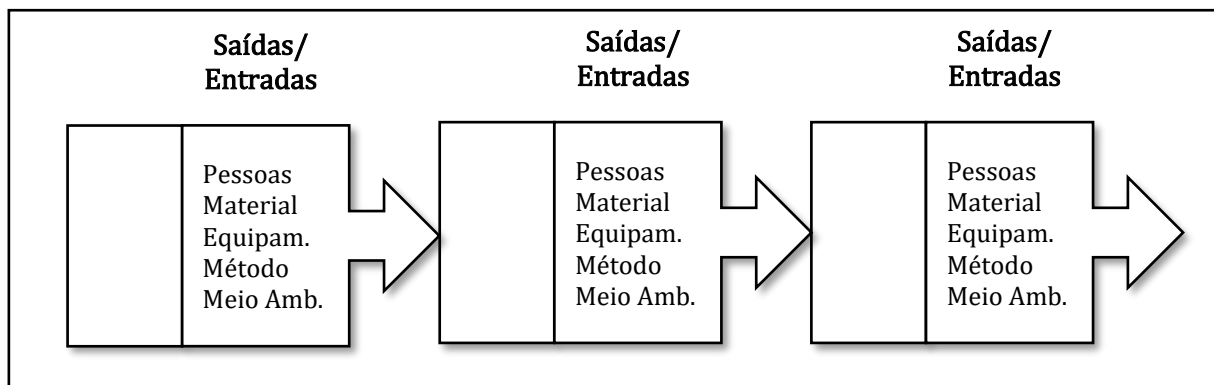 Saídas/
Entradas
Saídas/
Entradas
Saídas/
Entradas
Pessoas
Material
Equipam.
Método
Meio Amb.
Pessoas
Material
Equipam.
Método
Meio Amb.
Pessoas
Material
Equipam.
Método
Meio Amb.